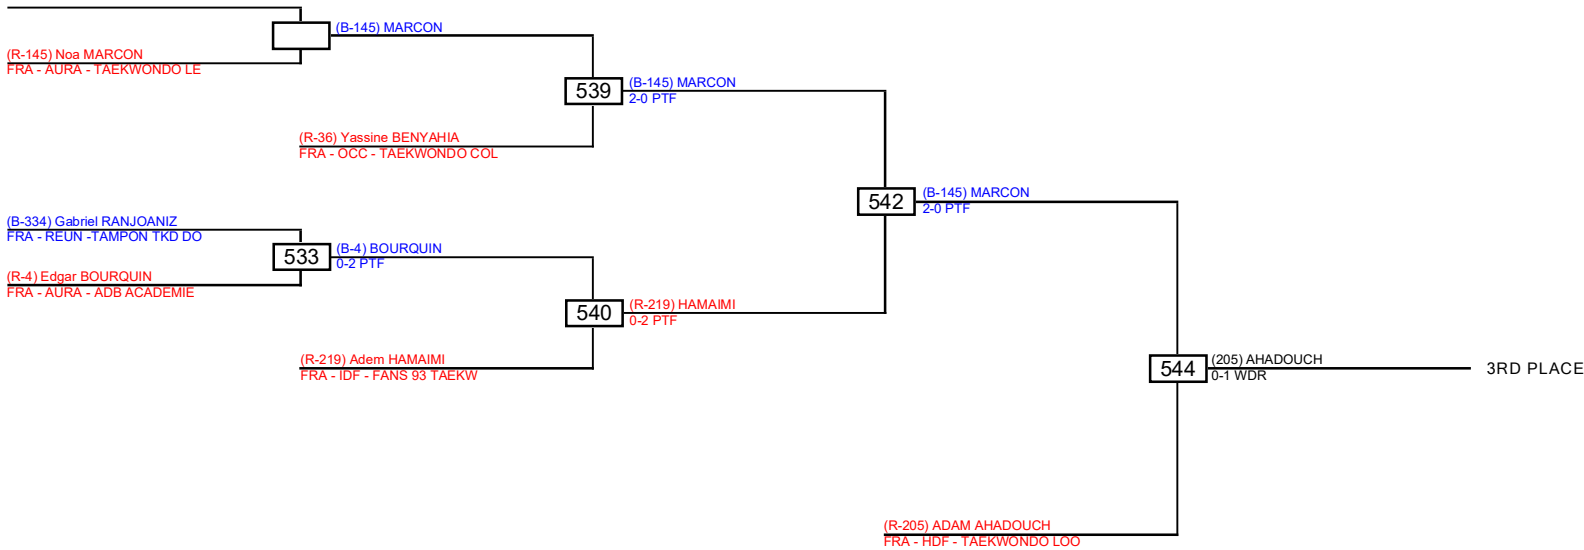 (B-145) MARCON
(R-145) Noa MARCON
FRA - AURA - TAEKWONDO LE
539
(B-145) MARCON
2-0 PTF
(R-36) Yassine BENYAHIA
FRA - OCC - TAEKWONDO COL
542
(B-145) MARCON
2-0 PTF
(B-334) Gabriel RANJOANIZ
FRA - REUN -TAMPON TKD DO
533
(B-4) BOURQUIN
0-2 PTF
(R-4) Edgar BOURQUIN
FRA - AURA - ADB ACADEMIE
540
(R-219) HAMAIMI
0-2 PTF
(R-219) Adem HAMAIMI
FRA - IDF - FANS 93 TAEKW
544
(205) AHADOUCH
0-1 WDR
3RD PLACE
(R-205) ADAM AHADOUCH
FRA - HDF - TAEKWONDO LOO